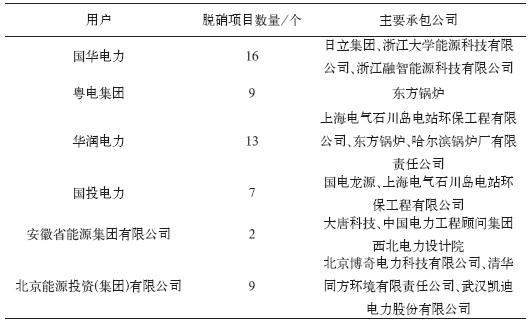 用户 脱硝项目数量/个 主要承包公司
国华电力 16 日立集团、浙江大学能源科技有限
公司、浙江融智能源科技有限公司
粤电集团 9 东方锅炉
华润电力 13 上海电气石川岛电站环保工程有限
公司、东方锅炉、哈尔滨锅炉厂有限
责任公司
国投电力 7 国电龙源、上海电气石川岛电站环
保工程有限公司
安徽省能源集团有限公司 2 大唐科技、中国电力工程顾问集团
西北电力设计院
北京能源投资(集团)有限公司 9 北京博奇电力科技有限公司、清华
同方环境有限责任公司、武汉凯迪
电力股份有限公司